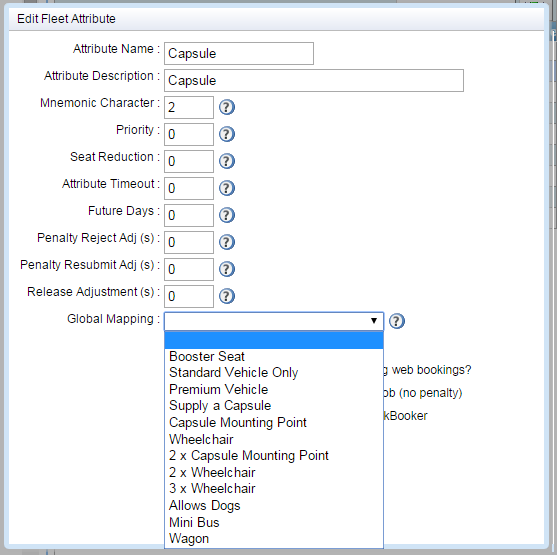 Edit Fleet Attribute
Attribute Name : Capsule
Attribute Description : Capsule
Mnemonic Character : 2 ?
Priority : 0 ?
Seat Reduction : 0 ?
Attribute Timeout : 0 ?
Future Days : 0 ?
Penalty Reject Adj (s) : 0 ?
Penalty Resubmit Adj (s) : 0 ?
Release Adjustment (s) : 0 ?
Global Mapping : ?
Booster Seat
web bookings?
Standard Vehicle Only
Premium Vehicle
(no penalty)
Supply a Capsule
Capsule Mounting Point
Wheelchair
2 x Capsule Mounting Point
2 x Wheelchair
3 x Wheelchair
Allows Dogs
Mini Bus
Wagon